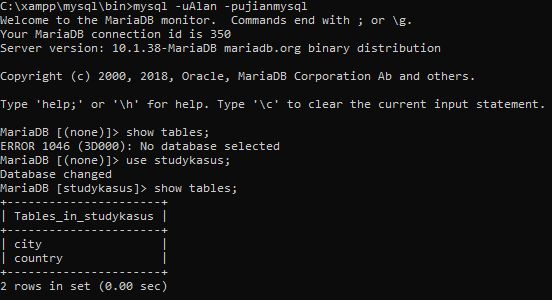 C:\xampp\mysql\bin>mysql -uAlan -pujianmysql
Welcome to the MariaDB monitor.  Commands end with ; or \g.
Your MariaDB connection id is 350
Server version: 10.1.38-MariaDB mariadb.org binary distribution

Copyright (c) 2000, 2018, Oracle, MariaDB Corporation Ab and others.

Type 'help;' or '\h' for help. Type '\c' to clear the current input statement.

MariaDB [(none)]> show tables;
ERROR 1046 (3D000): No database selected
MariaDB [(none)]> use studykasus;
Database changed
MariaDB [studykasus]> show tables;
+----------------------+
| Tables_in_studykasus |
+----------------------+
| city                 |
| country              |
+----------------------+
2 rows in set (0.00 sec)